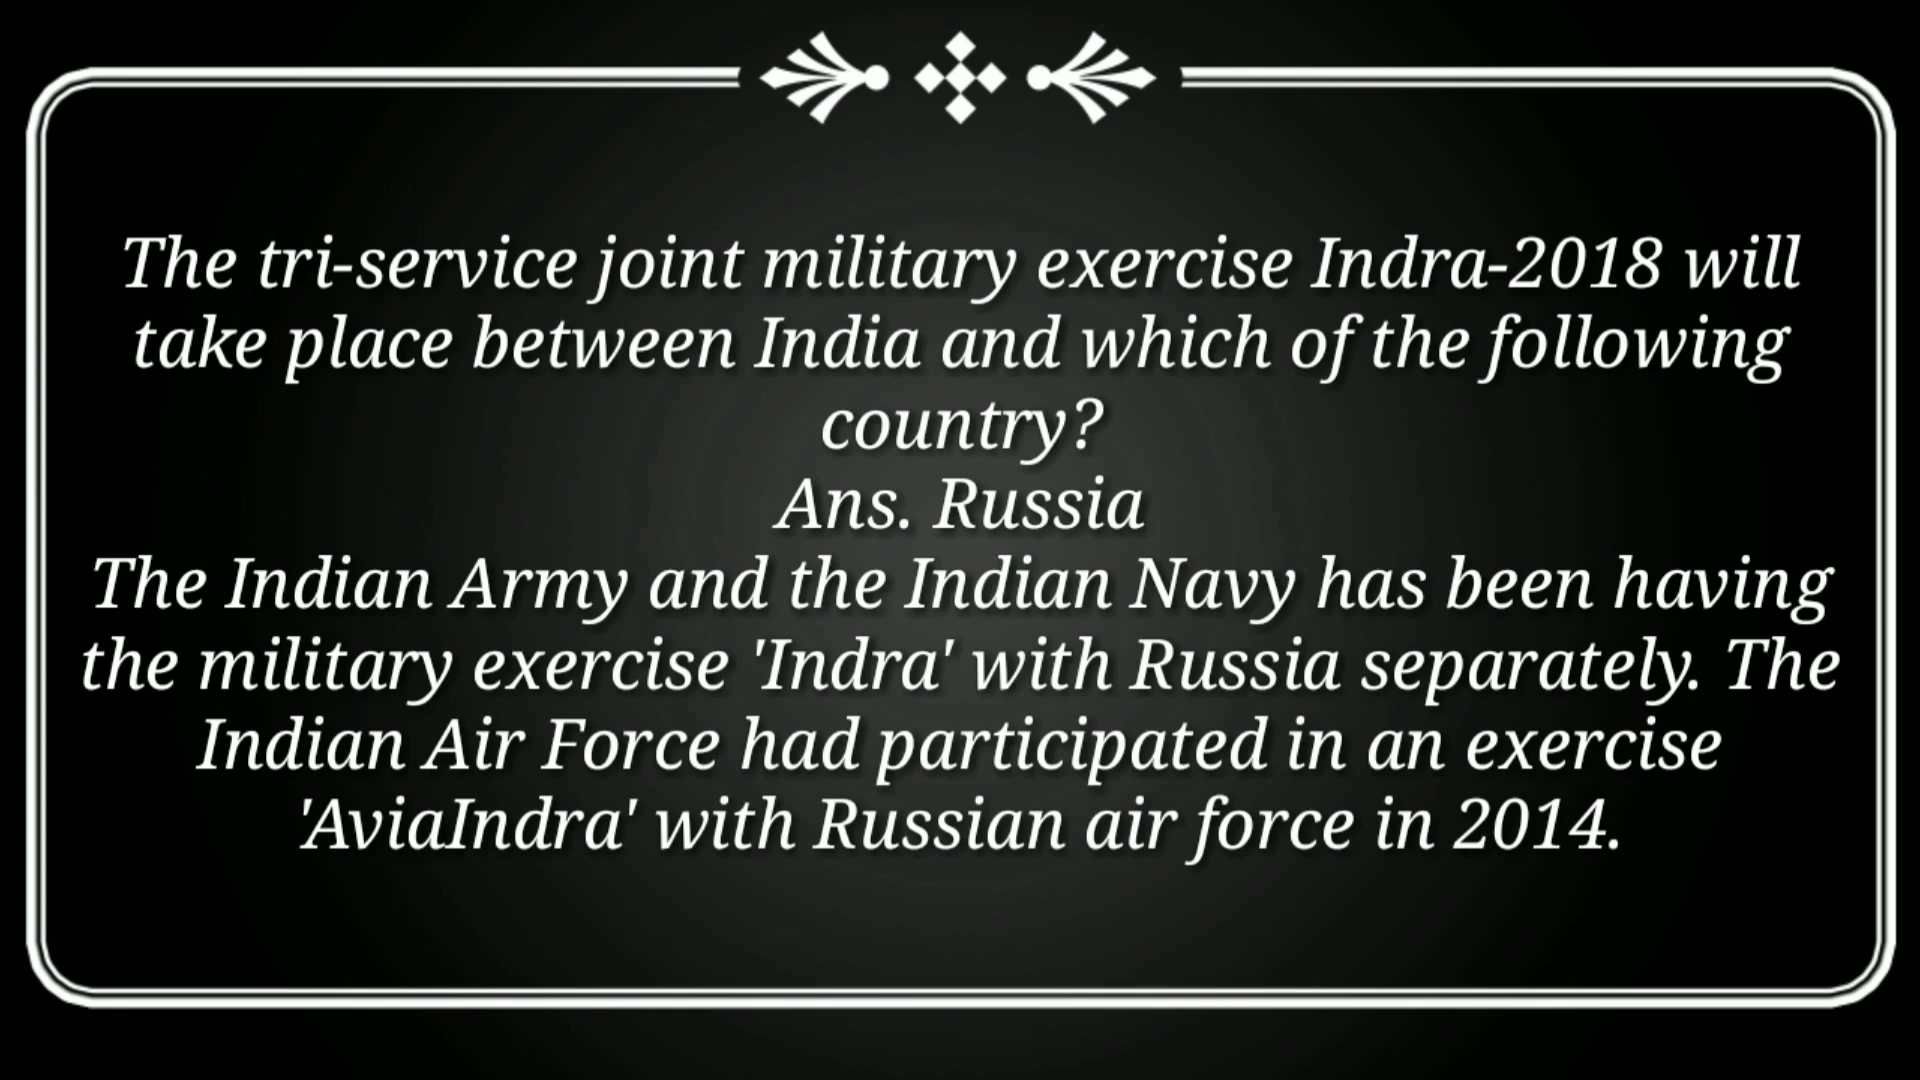 The tri-service joint military exercise Indra-2018 will
take place between India and which of the following
country?
Ans. Russia
The Indian Army and the Indian Navy has been having
the military exercise 'Indra' with Russia separately. The
Indian Air Force had participated in an exercise
'AviaIndra' with Russian air force in 2014.